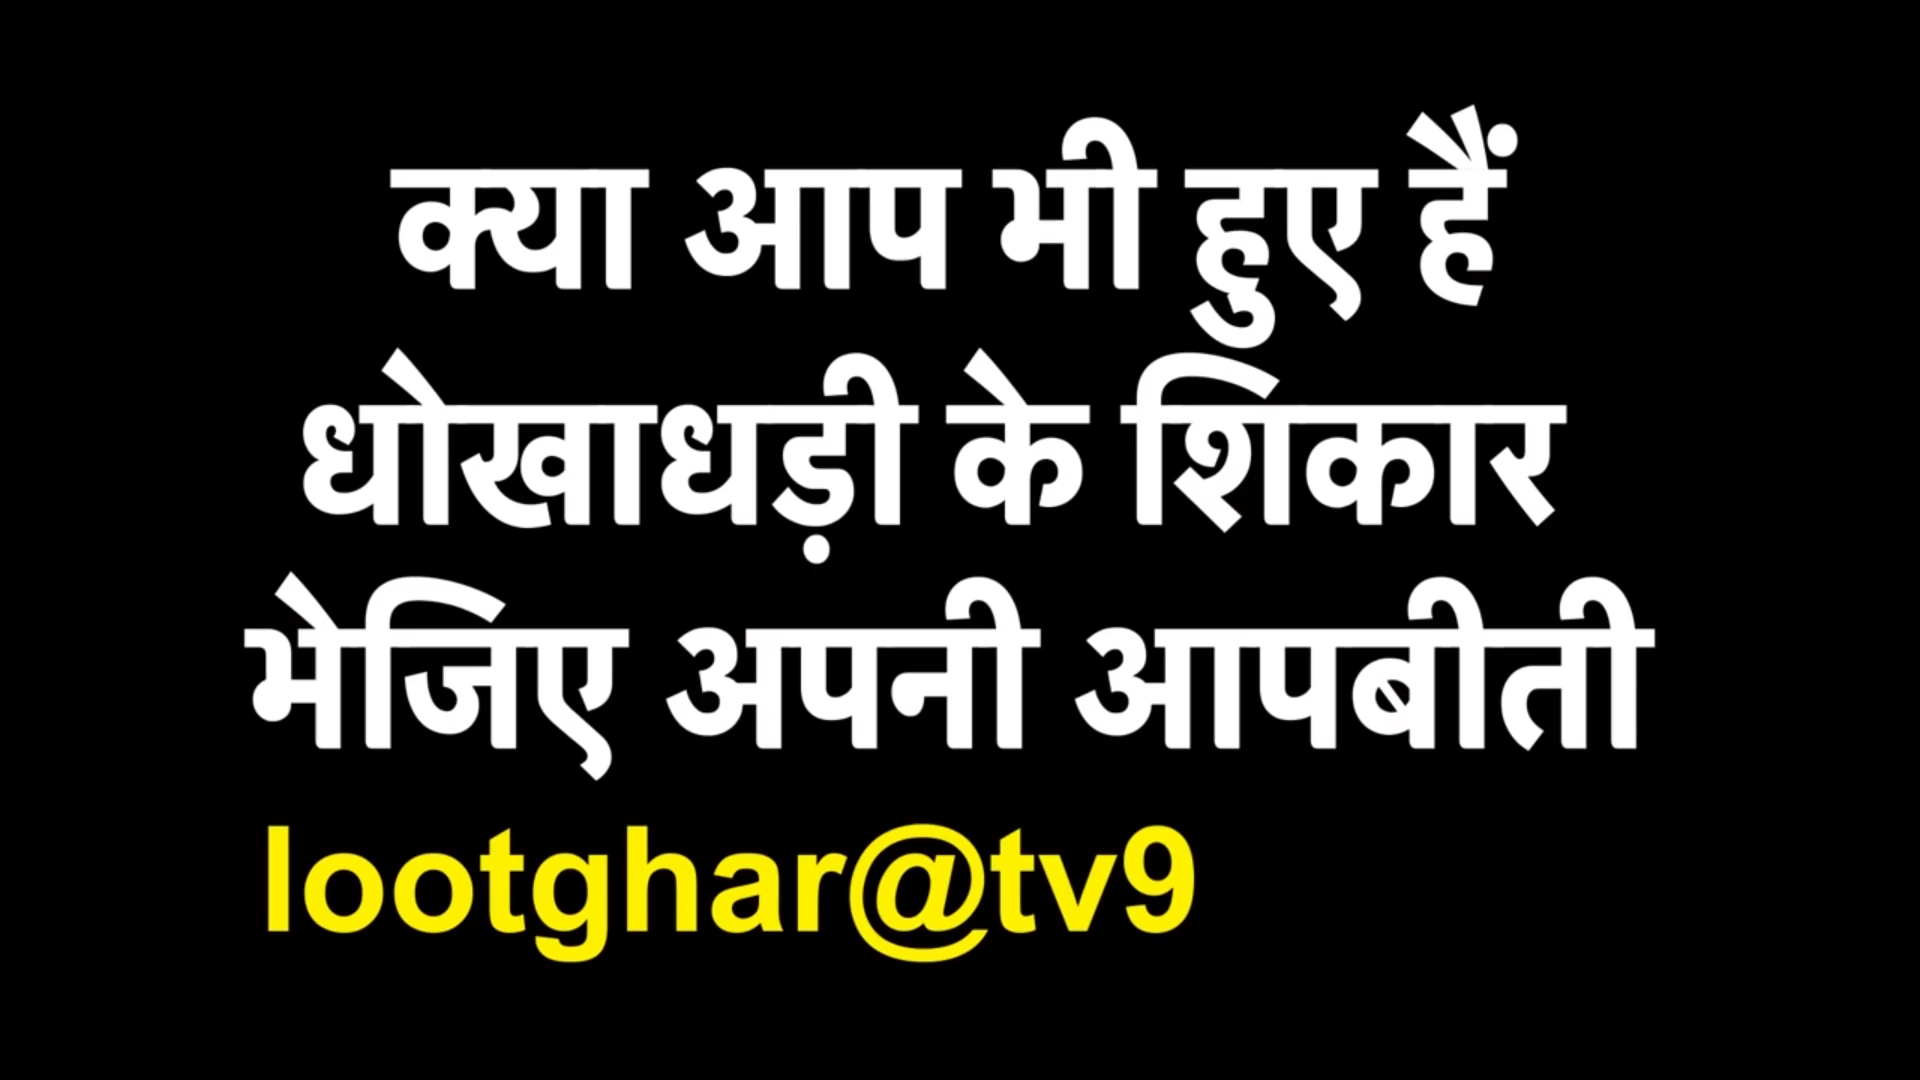 क्या आप भी हुए हैं
धोखाधड़ी के शिकार
भेजिए अपनी आपबीती
lootghar@tv9